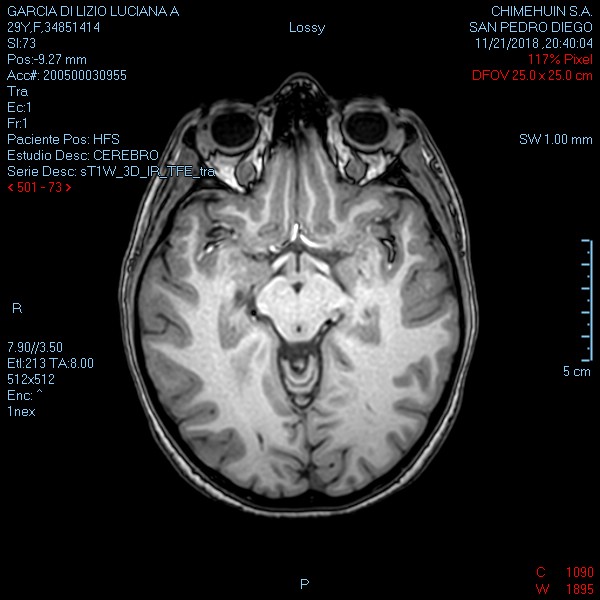 GARCIA DI LIZIO LUCIANA A
29Y,F,34851414
Sl:73
Pos:-9.27 mm
Acc#: 200500030955
Tra
Ec:1
Fr:1
Paciente Pos: HFS
Estudio Desc: CEREBRO
Serie Desc: sT1W_3D_IR_TFE_tra
< 501 - 73 >
Lossy
CHIMEHUIN S.A.
SAN PEDRO DIEGO
11/21/2018 ,20:40:04
117% Pixel
DFOV 25.0 x 25.0 cm
SW 1.00 mm
R
7.90//3.50
Etl:213 TA:8.00
512x512
Enc: ^
1nex
5 cm
P
C 1090
W 1895